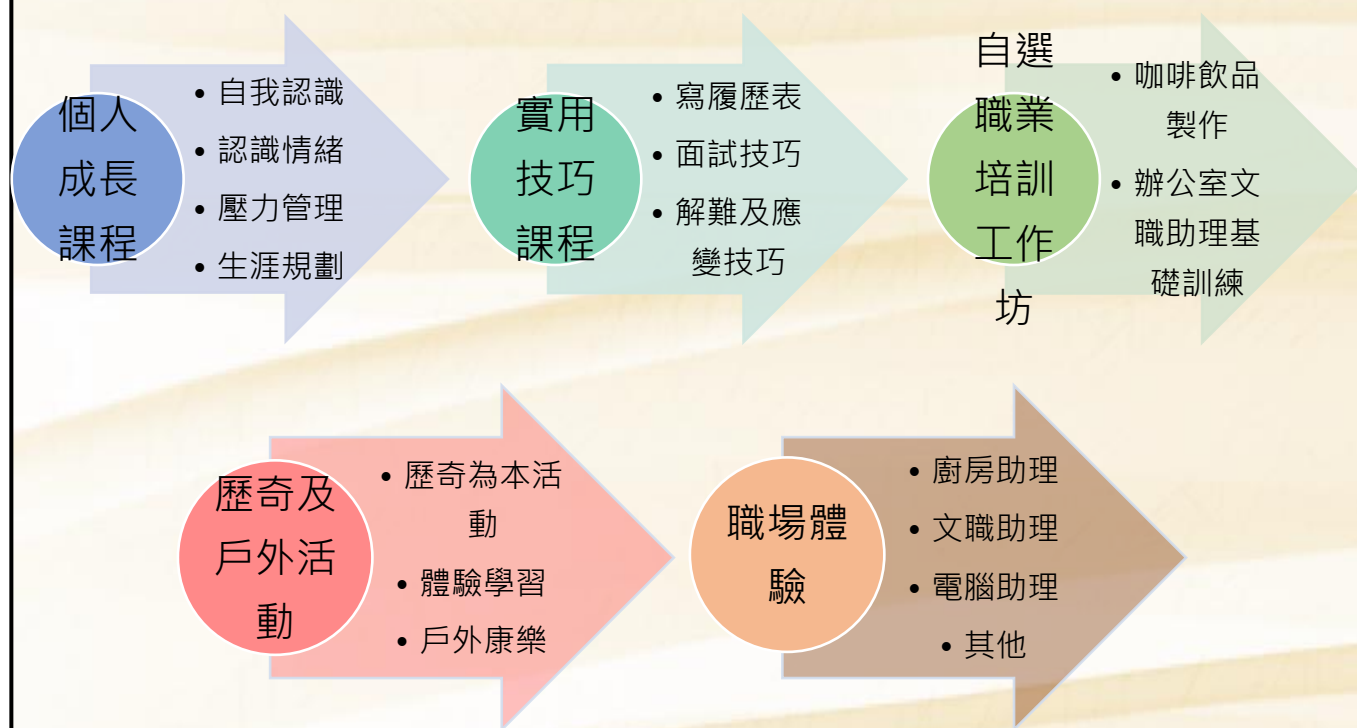 個人
成長
課程
• 自我認識
• 認識情緒
• 壓力管理
• 生涯規劃
實用
技巧
課程
• 寫履歷表
• 面試技巧
• 解難及應
變技巧
自選
職業
培訓
工作
坊
• 咖啡飲品
製作
• 辦公室文
職助理基
礎訓練
歷奇及
戶外活
動
• 歷奇為本活
動
• 體驗學習
• 戶外康樂
職場體
驗
• 廚房助理
• 文職助理
• 電腦助理
• 其他